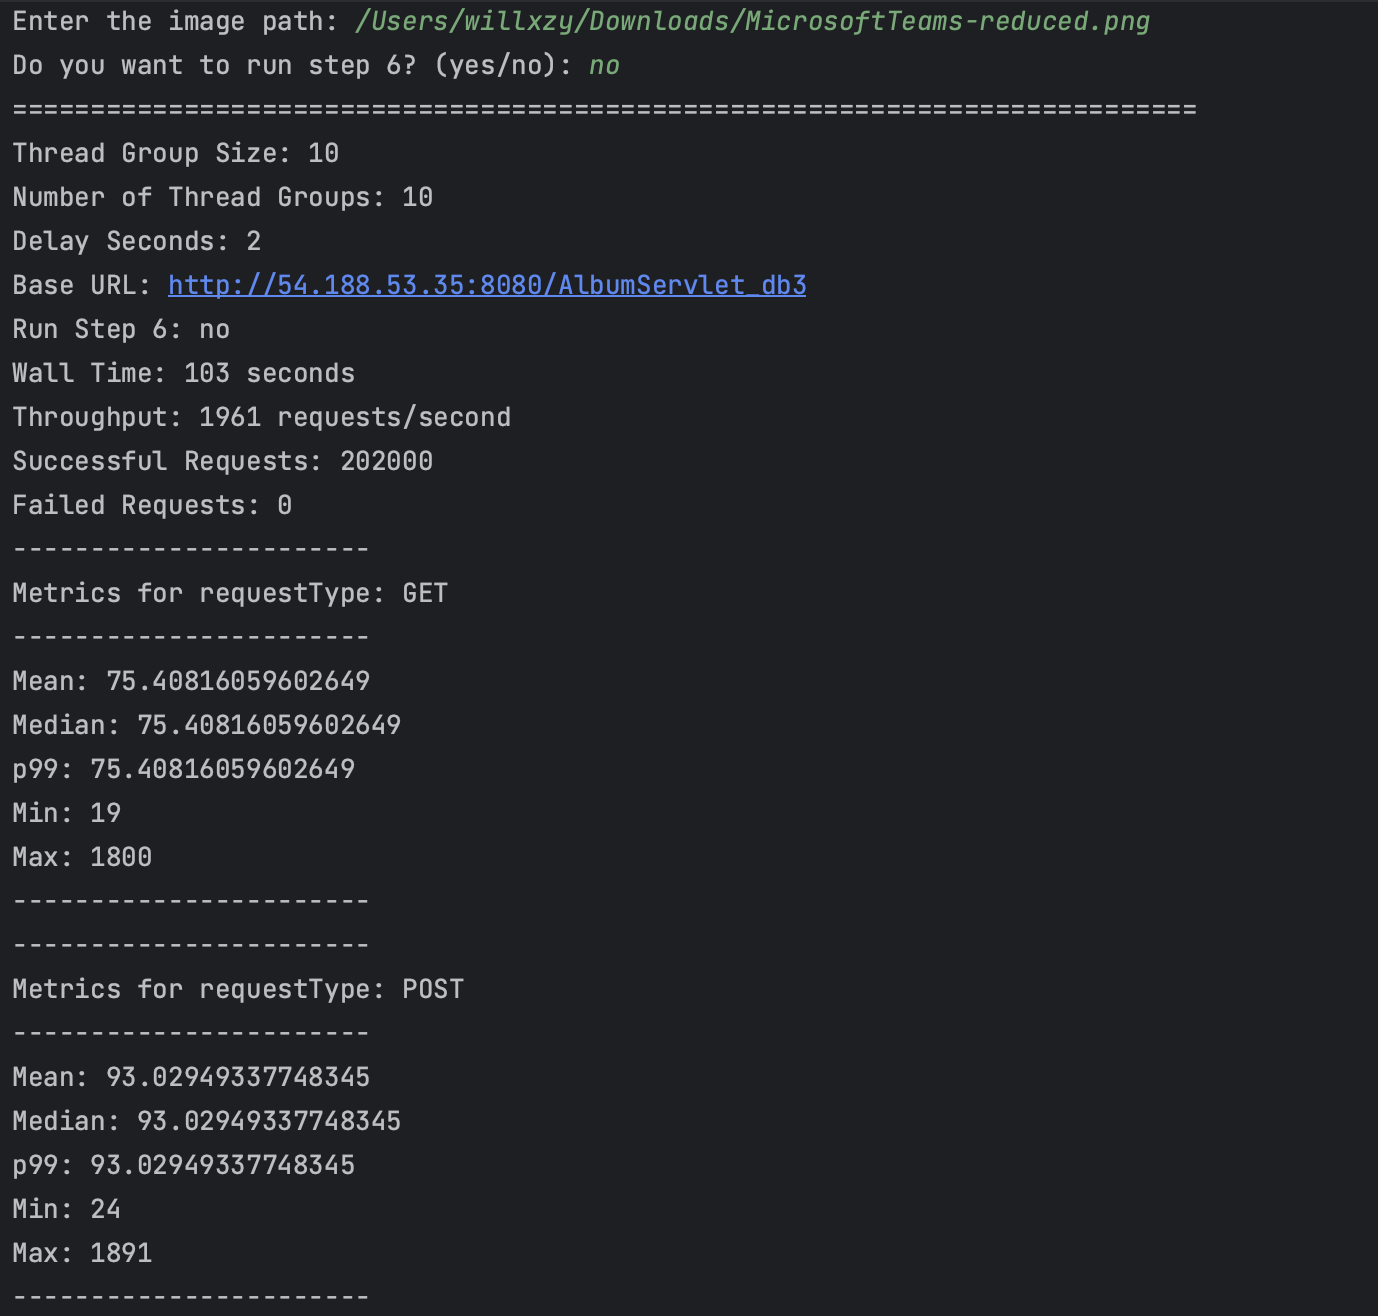 Enter the image path: /Users/willxzy/Downloads/MicrosoftTeams-reduced.png
Do you want to run step 6? (yes/no): no
============================================================================
Thread Group Size: 10
Number of Thread Groups: 10
Delay Seconds: 2
Base URL: http://54.188.53.35:8080/AlbumServlet_db3
Run Step 6: no
Wall Time: 103 seconds
Throughput: 1961 requests/second
Successful Requests: 202000
Failed Requests: 0
-----------------------
Metrics for requestType: GET
-----------------------
Mean: 75.40816059602649
Median: 75.40816059602649
p99: 75.40816059602649
Min: 19
Max: 1800
-----------------------
-----------------------
Metrics for requestType: POST
-----------------------
Mean: 93.02949337748345
Median: 93.02949337748345
p99: 93.02949337748345
Min: 24
Max: 1891
-----------------------